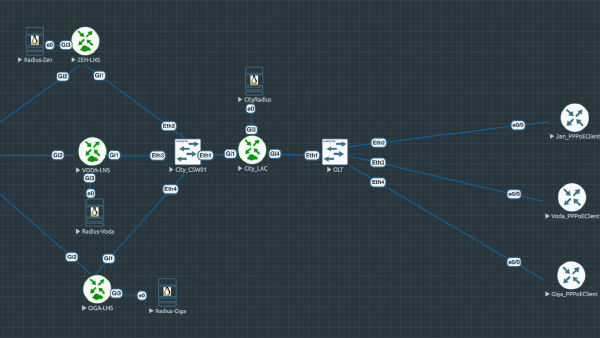 e0
Gi3
Radius-Zen
ZEN-LNS
Gi2
Gi1
Eth2
CityRadius
e0
Gi3
e0/0
Zen_PPPoEClient
Gi2
Gi1
Eth3
Eth1
Gi1
Gi4
Eth1
Eth2
Eth3
Eth4
VODA-LNS
City_CSW01
City_LAC
OLT
Gi3
e0
Radius-Voda
Eth4
e0/0
Voda_PPPoEClient
Gi2
Gi1
e0/0
Giga_PPPoEClient
Gi3
e0
GIGA-LNS
Radius-Giga